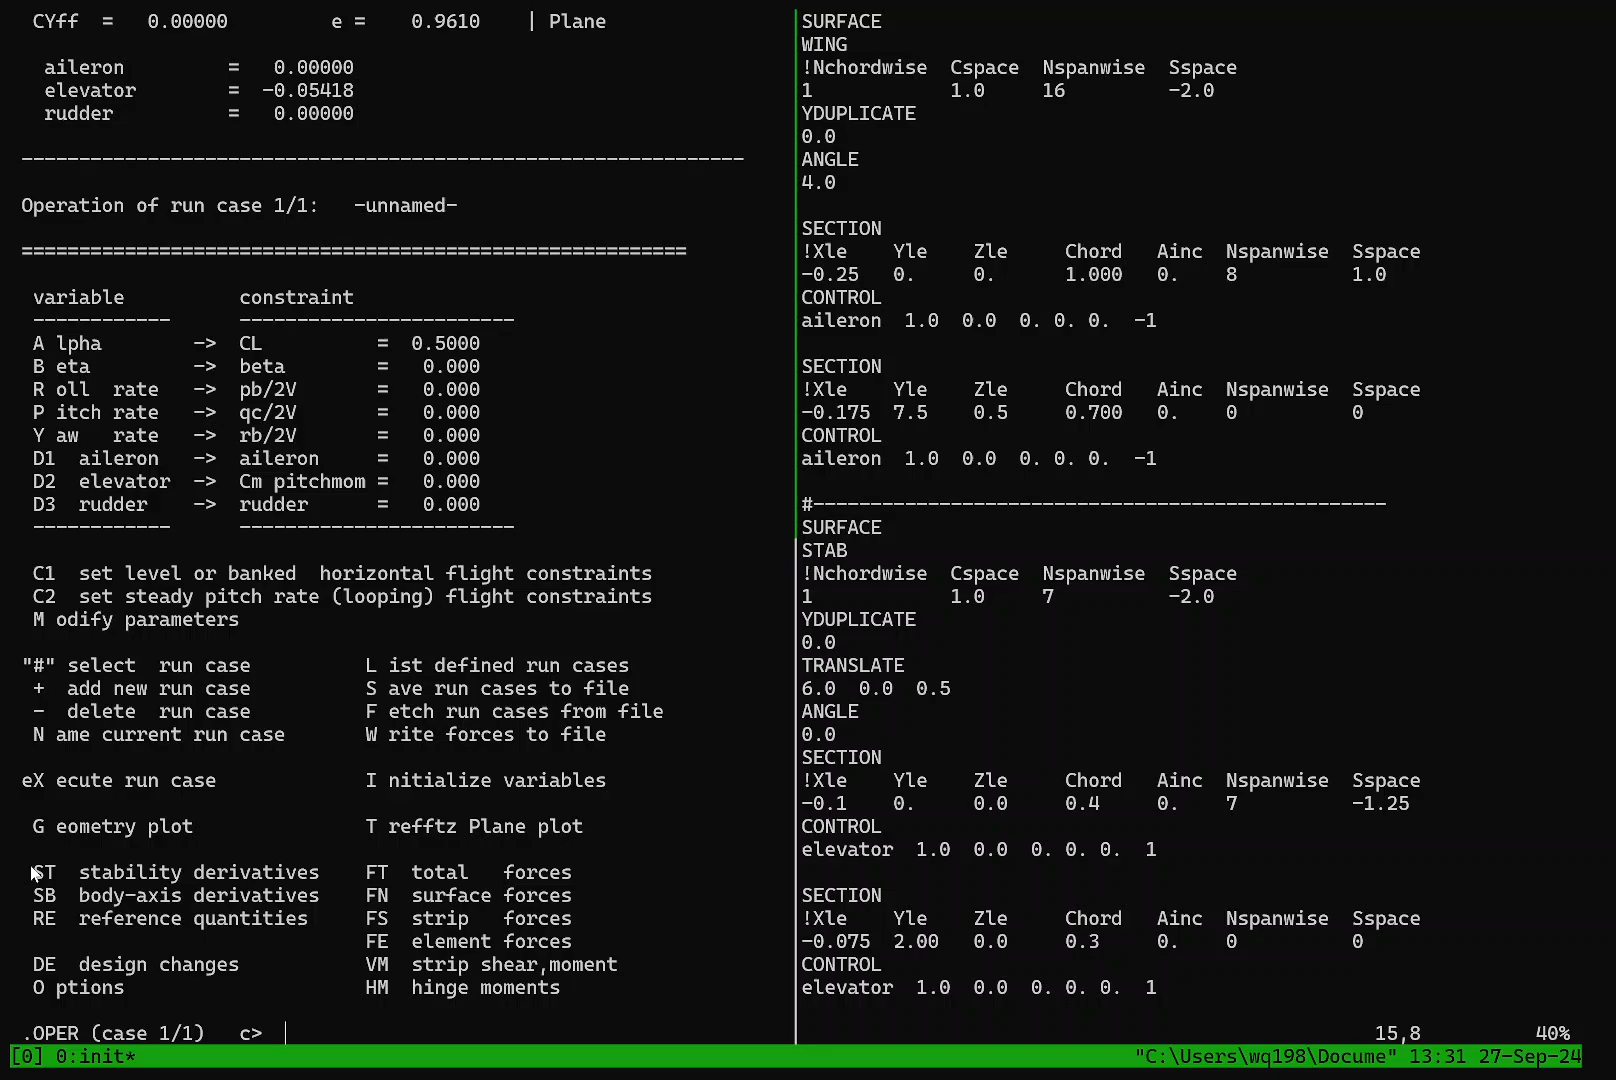 CYff  =   0.00000         e =    0.9610    | Plane
aileron         =   0.00000
elevator        =  -0.05418
rudder          =   0.00000
---------------------------------------------------------------
Operation of run case 1/1:   -unnamed-
==========================================================
variable          constraint
------------      ------------------------
A lpha        ->  CL          =  0.5000
B eta         ->  beta        =   0.000
R oll  rate   ->  pb/2V       =   0.000
P itch rate   ->  qc/2V       =   0.000
Y aw   rate   ->  rb/2V       =   0.000
D1  aileron   ->  aileron     =   0.000
D2  elevator  ->  Cm pitchmom =   0.000
D3  rudder    ->  rudder      =   0.000
------------      ------------------------
C1  set level or banked  horizontal flight constraints
C2  set steady pitch rate (looping) flight constraints
M odify parameters
"#" select  run case          L ist defined run cases
+  add new run case          S ave run cases to file
-  delete  run case          F etch run cases from file
N ame current run case       W rite forces to file
eX ecute run case             I nitialize variables
G eometry plot               T refftz Plane plot
ST  stability derivatives    FT  total   forces
SB  body-axis derivatives    FN  surface forces
RE  reference quantities     FS  strip   forces
FE  element forces
DE  design changes           VM  strip shear,moment
O ptions                     HM  hinge moments
.OPER (case 1/1)   c>
SURFACE
WING
!Nchordwise  Cspace  Nspanwise  Sspace
1            1.0     16         -2.0
YDUPLICATE
0.0
ANGLE
4.0
SECTION
!Xle    Yle    Zle     Chord   Ainc  Nspanwise  Sspace
-0.25   0.     0.      1.000   0.    8          1.0
CONTROL
aileron  1.0  0.0  0. 0. 0.  -1
SECTION
!Xle    Yle    Zle     Chord   Ainc  Nspanwise  Sspace
-0.175  7.5    0.5     0.700   0.    0          0
CONTROL
aileron  1.0  0.0  0. 0. 0.  -1
#--------------------------------------------------
SURFACE
STAB
!Nchordwise  Cspace  Nspanwise  Sspace
1            1.0     7          -2.0
YDUPLICATE
0.0
TRANSLATE
6.0  0.0  0.5
ANGLE
0.0
SECTION
!Xle    Yle    Zle     Chord   Ainc  Nspanwise  Sspace
-0.1    0.     0.0     0.4     0.    7          -1.25
CONTROL
elevator  1.0  0.0  0. 0. 0.  1
SECTION
!Xle    Yle    Zle     Chord   Ainc  Nspanwise  Sspace
-0.075  2.00   0.0     0.3     0.    0          0
CONTROL
elevator  1.0  0.0  0. 0. 0.  1
15,8          40%
[0] 0:init*          "C:\Users\wq198\Docume" 13:31 27-Sep-24